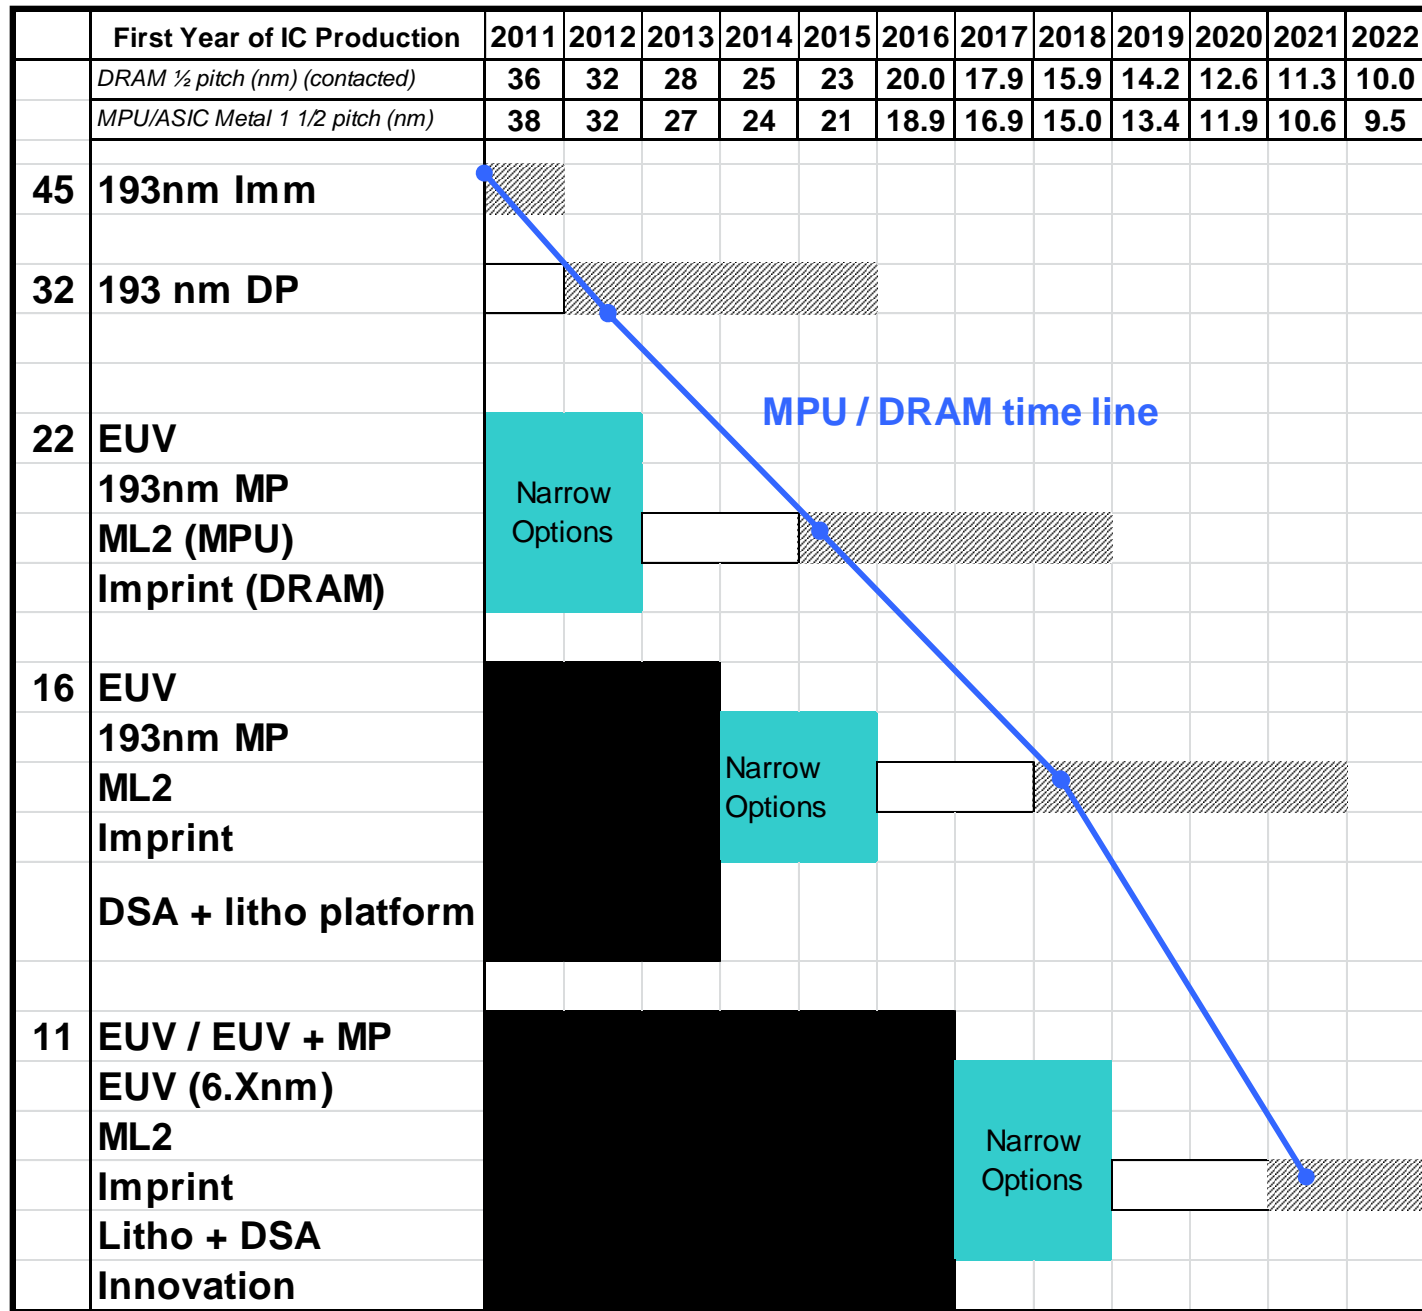 First Year of IC Production 2011 2012 2013 2014 2015 2016 2017 2018 2019 2020 2021 2022
DRAM ½ pitch (nm) (contacted) 36 32 28 25 23 20.0 17.9 15.9 14.2 12.6 11.3 10.0
MPU/ASIC Metal 1 1/2 pitch (nm) 38 32 27 24 21 18.9 16.9 15.0 13.4 11.9 10.6 9.5
45 193nm Imm
32 193 nm DP
MPU / DRAM time line
22 EUV
193nm MP
ML2 (MPU)
Imprint (DRAM)
Narrow
Options
16 EUV
193nm MP
ML2
Imprint
DSA + litho platform
Narrow
Options
11 EUV / EUV + MP
EUV (6.Xnm)
ML2
Imprint
Litho + DSA
Innovation
Narrow
Options